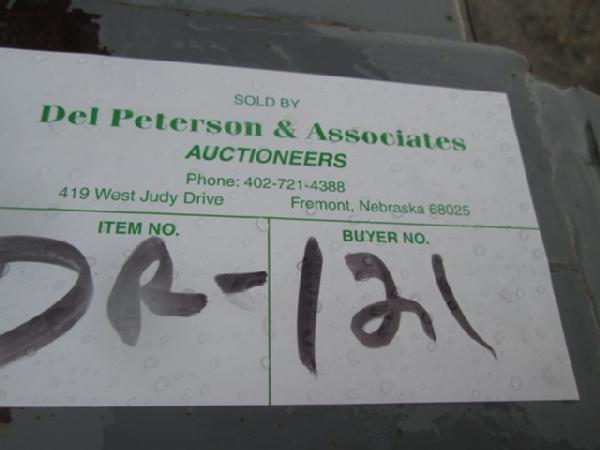 SOLD BY
Del Peterson & Associates
AUCTIONEERS
Phone: 402-721-4388
419 West Judy Drive Fremont, Nebraska 68025
ITEM NO. BUYER NO.
DR-121